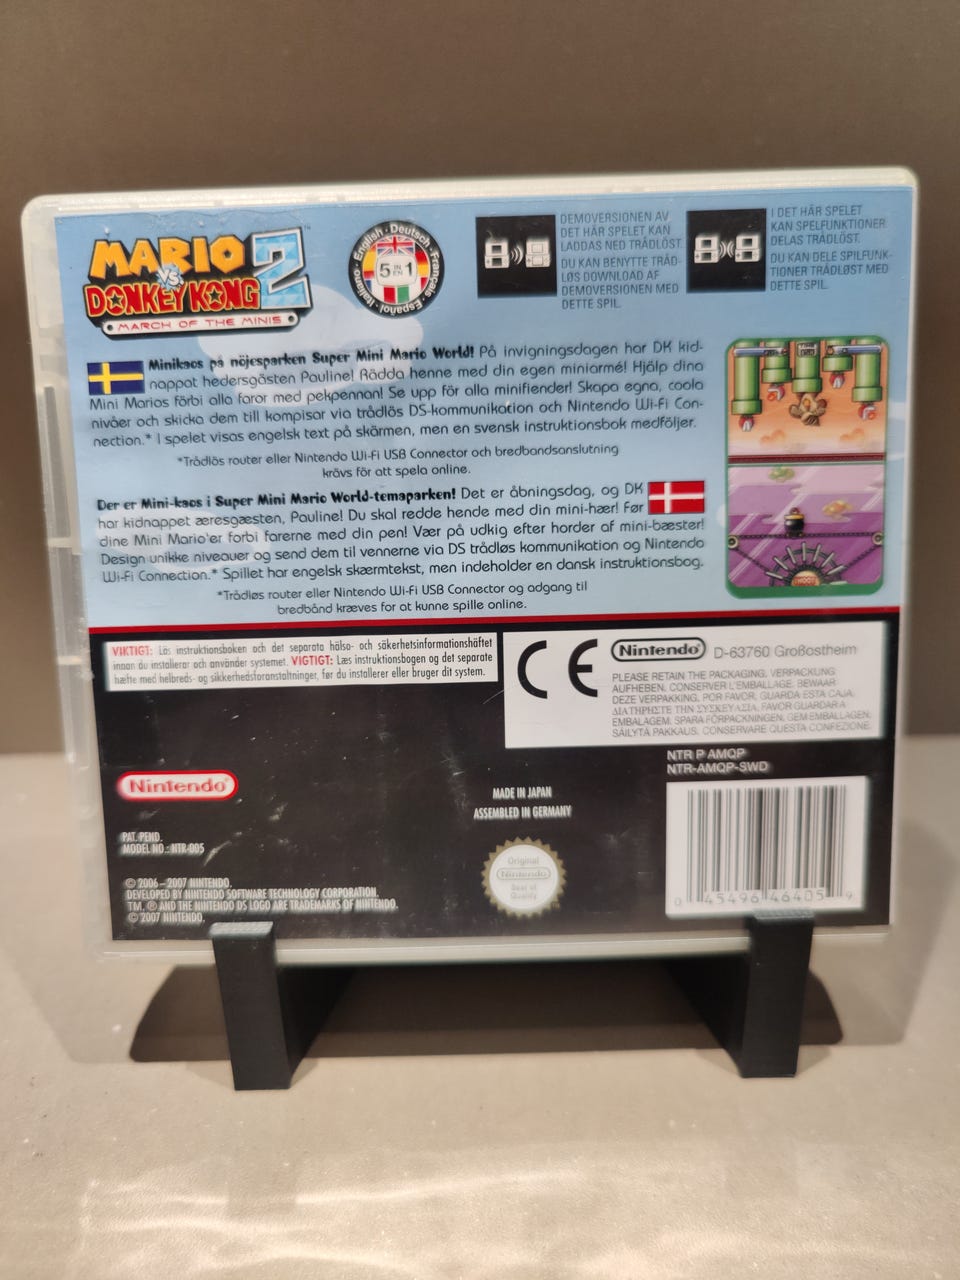 MARIO
VS.
DONKEY KONG 2
MARCH OF THE MINIS
TM
English · Deutsch · Français · Español · Italiano
5 IN EN 1
DEMOVERSIONEN AV
DET HÄR SPELET KAN
LADDAS NED TRÅDLÖST.
DU KAN BENYTTE TRÅD-
LØS DOWNLOAD AF
DEMOVERSIONEN MED
DETTE SPIL.
I DET HÄR SPELET
KAN SPELFUNKTIONER
DELAS TRÅDLÖST.
DU KAN DELE SPILFUNK-
TIONER TRÅDLØST MED
DETTE SPIL.
Minikaos på nöjesparken Super Mini Mario World! På invigningsdagen har DK kid-
nappat hedersgästen Pauline! Rädda henne med din egen miniarmé! Hjälp dina
Mini Marios förbi alla faror med pekpennan! Se upp för alla minifiender! Skapa egna, coola
nivåer och skicka dem till kompisar via trådlös DS-kommunikation och Nintendo Wi-Fi Con-
nection.* I spelet visas engelsk text på skärmen, men en svensk instruktionsbok medföljer.
*Trådlös router eller Nintendo Wi-Fi USB Connector och bredbandsanslutning
krävs för att spela online.
Der er Mini-kaos i Super Mini Mario World-temaparken! Det er åbningsdag, og DK
har kidnappet æresgæsten, Pauline! Du skal redde hende med din mini-hær! Før
dine Mini Mario'er forbi farerne med din pen! Vær på udkig efter horder af mini-bæster!
Design unikke niveauer og send dem til vennerne via DS trådløs kommunikation og Nintendo
Wi-Fi Connection.* Spillet har engelsk skærmtekst, men indeholder en dansk instruktionsbog.
*Trådløs router eller Nintendo Wi-Fi USB Connector og adgang til
bredbånd kræves for at kunne spille online.
VIKTIGT: Läs instruktionsboken och det separata hälso- och säkerhetsinformationshäftet
innan du installerar och använder systemet. VIGTIGT: Læs instruktionsbogen og det separate
hæfte med helbreds- og sikkerhedsforanstaltninger, før du installerer eller bruger dit system.
CE
Nintendo® D-63760 Großostheim
PLEASE RETAIN THE PACKAGING. VERPACKUNG
AUFHEBEN. CONSERVER L'EMBALLAGE. BEWAAR
DEZE VERPAKKING. POR FAVOR, GUARDA ESTA CAJA.
ΔΙΑΤΗΡΗΣΤΕ ΤΗΝ ΣΥΣΚΕΥΑΣΙΑ. FAVOR GUARDAR A
EMBALAGEM. SPARA FÖRPACKNINGEN. GEM EMBALLAGEN.
SÄILYTÄ PAKKAUS. CONSERVARE QUESTA CONFEZIONE.
NTR P AMQP
NTR-AMQP-SWD
Nintendo®
MADE IN JAPAN
ASSEMBLED IN GERMANY
PAT. PEND.
MODEL NO.: NTR-005
Original
Nintendo
Seal of
Quality
© 2006–2007 NINTENDO.
DEVELOPED BY NINTENDO SOFTWARE TECHNOLOGY CORPORATION.
TM, ® AND THE NINTENDO DS LOGO ARE TRADEMARKS OF NINTENDO.
© 2007 NINTENDO.
0 45496 46405 9